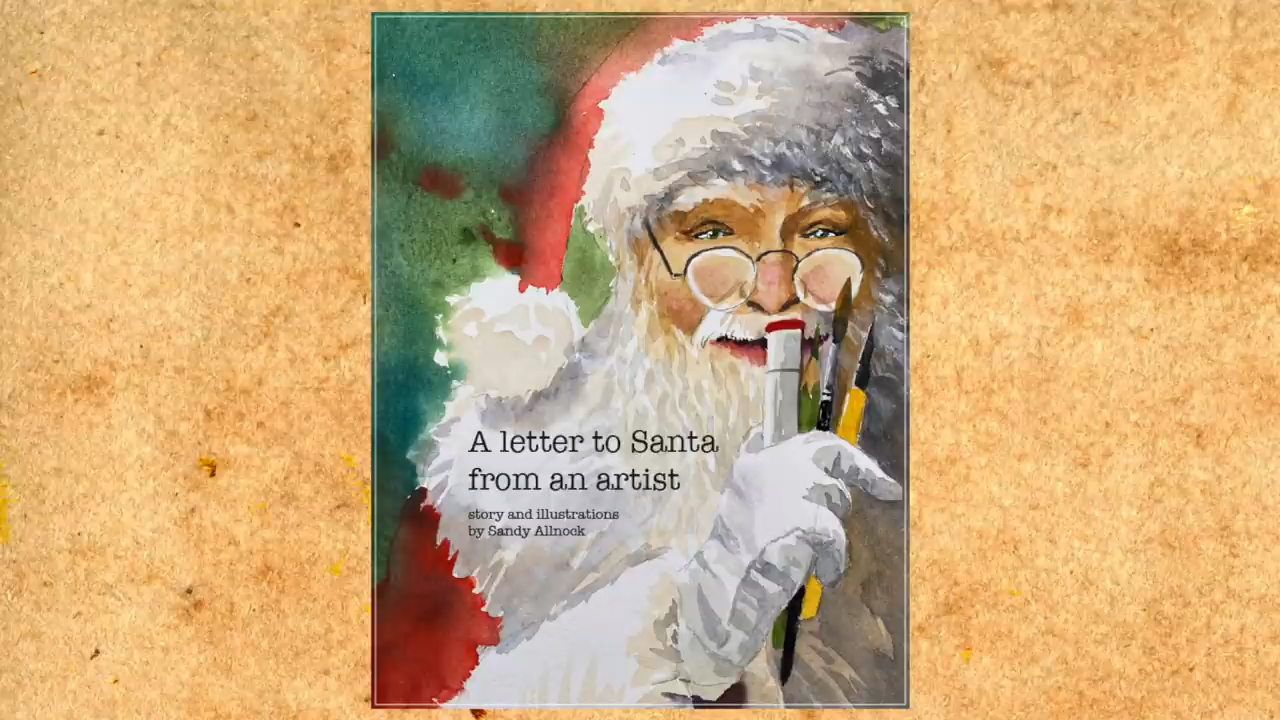 A letter to Santa
from an artist
story and illustrations
by Sandy Allnock